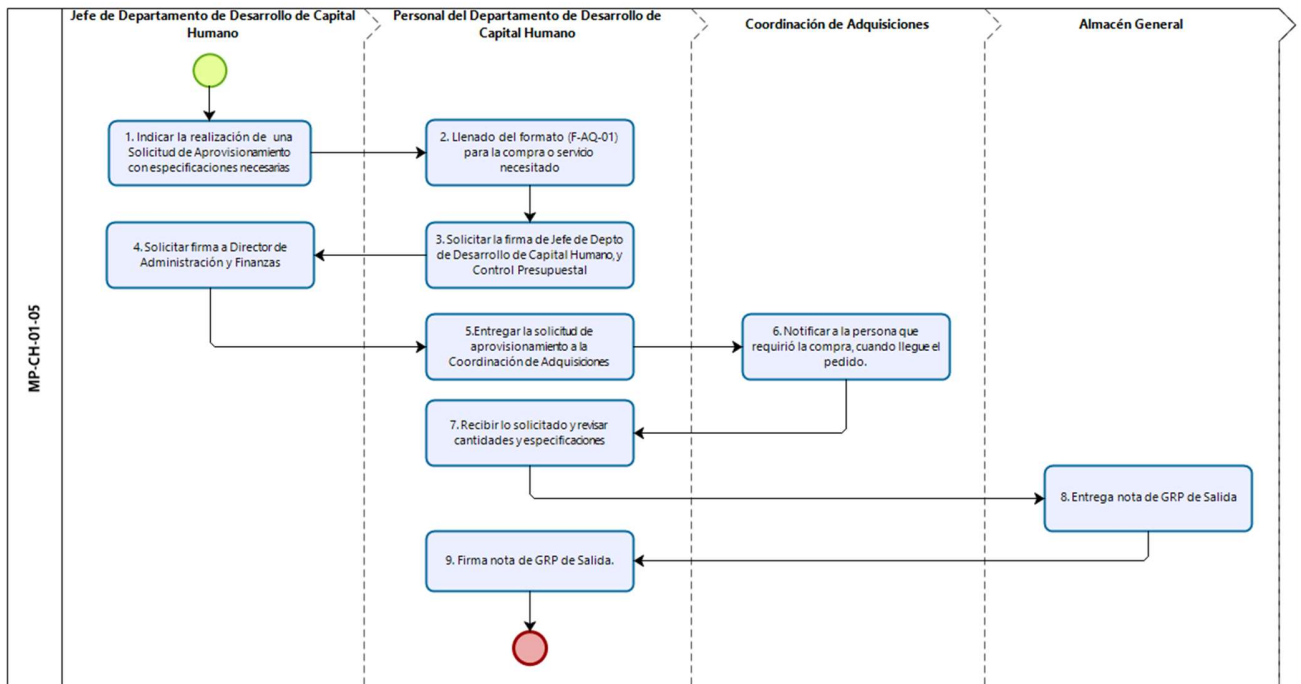 Jefe de Departamento de Desarrollo de Capital
Humano
Personal del Departamento de Desarrollo de
Capital Humano
Coordinación de Adquisiciones
Almacén General
MP-CH-01-05
1. Indicar la realización de una
Solicitud de Aprovisionamiento
con especificaciones necesarias
2. Llenado del formato (F-AQ-01)
para la compra o servicio
necesitado
4. Solicitar firma a Director de
Administración y Finanzas
3. Solicitar la firma de Jefe de Depto
de Desarrollo de Capital Humano, y
Control Presupuestal
5.Entregar la solicitud de
aprovisionamiento a la
Coordinación de Adquisiciones
6. Notificar a la persona que
requirió la compra, cuando llegue el
pedido.
7. Recibir lo solicitado y revisar
cantidades y especificaciones
8. Entrega nota de GRP de Salida
9. Firma nota de GRP de Salida.